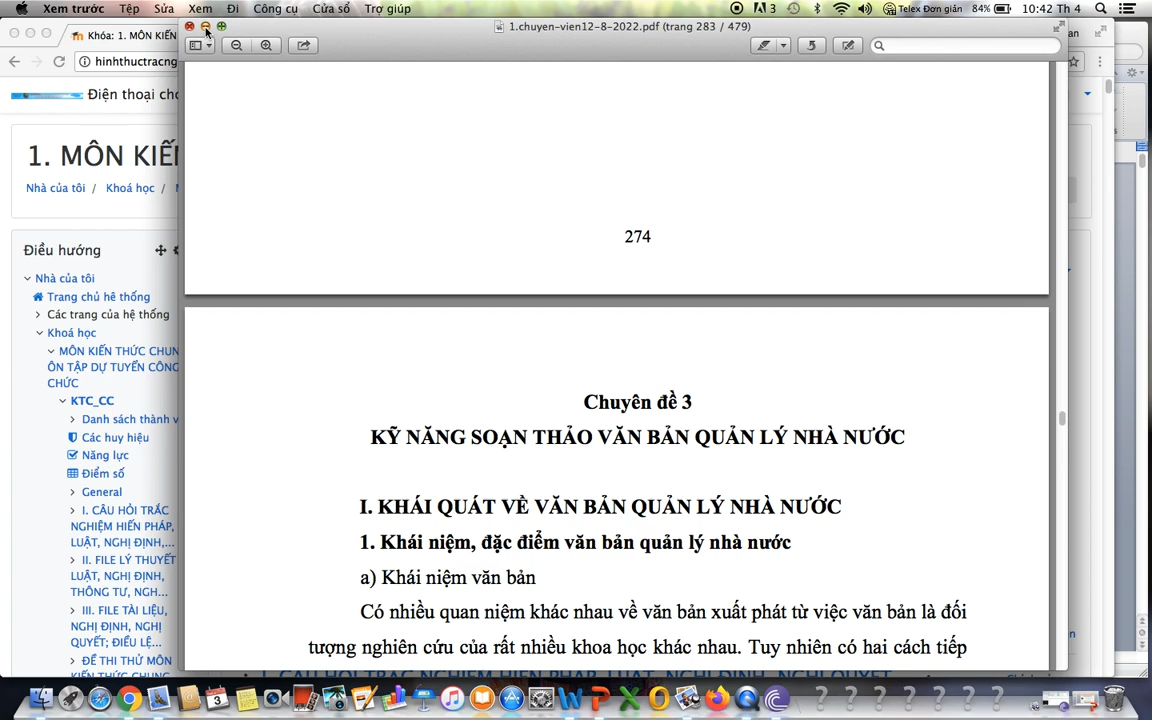 Xem trước Tệp Sửa Xem Đi Công cụ Cửa sổ Trợ giúp 3 Telex Đơn giản 84% 10:42 Th 4
Khóa: 1. MÔN KIẾN
1.chuyen-vien12-8-2022.pdf (trang 283 / 479)
an
hinhthuctracng
Điện thoại chọ
1. MÔN KIẾ
Nhà của tôi / Khoá học /
Điều hướng
Nhà của tôi
Trang chủ hê thống
Các trang của hệ thống
Khoá học
MÔN KIẾN THỨC CHUN
ÔN TẬP DỰ TUYỂN CÔNG
CHỨC
KTC_CC
Danh sách thành v
Các huy hiệu
Năng lực
Điểm số
General
I. CÂU HỎI TRẮC
NGHIỆM HIẾN PHÁP,
LUẬT, NGHỊ ĐỊNH,...
II. FILE LÝ THUYẾT
LUẬT, NGHỊ ĐỊNH,
THÔNG TƯ, NGH...
III. FILE TÀI LIỆU,
NGHỊ ĐỊNH, NGHỊ
QUYẾT; ĐIỀU LỆ...
ĐỀ THI THỬ MÔN
KIẾN THỨC CHUNG
274
Chuyên đề 3
KỸ NĂNG SOẠN THẢO VĂN BẢN QUẢN LÝ NHÀ NƯỚC
I. KHÁI QUÁT VỀ VĂN BẢN QUẢN LÝ NHÀ NƯỚC
1. Khái niệm, đặc điểm văn bản quản lý nhà nước
a) Khái niệm văn bản
Có nhiều quan niệm khác nhau về văn bản xuất phát từ việc văn bản là đối
tượng nghiên cứu của rất nhiều khoa học khác nhau. Tuy nhiên có hai cách tiếp